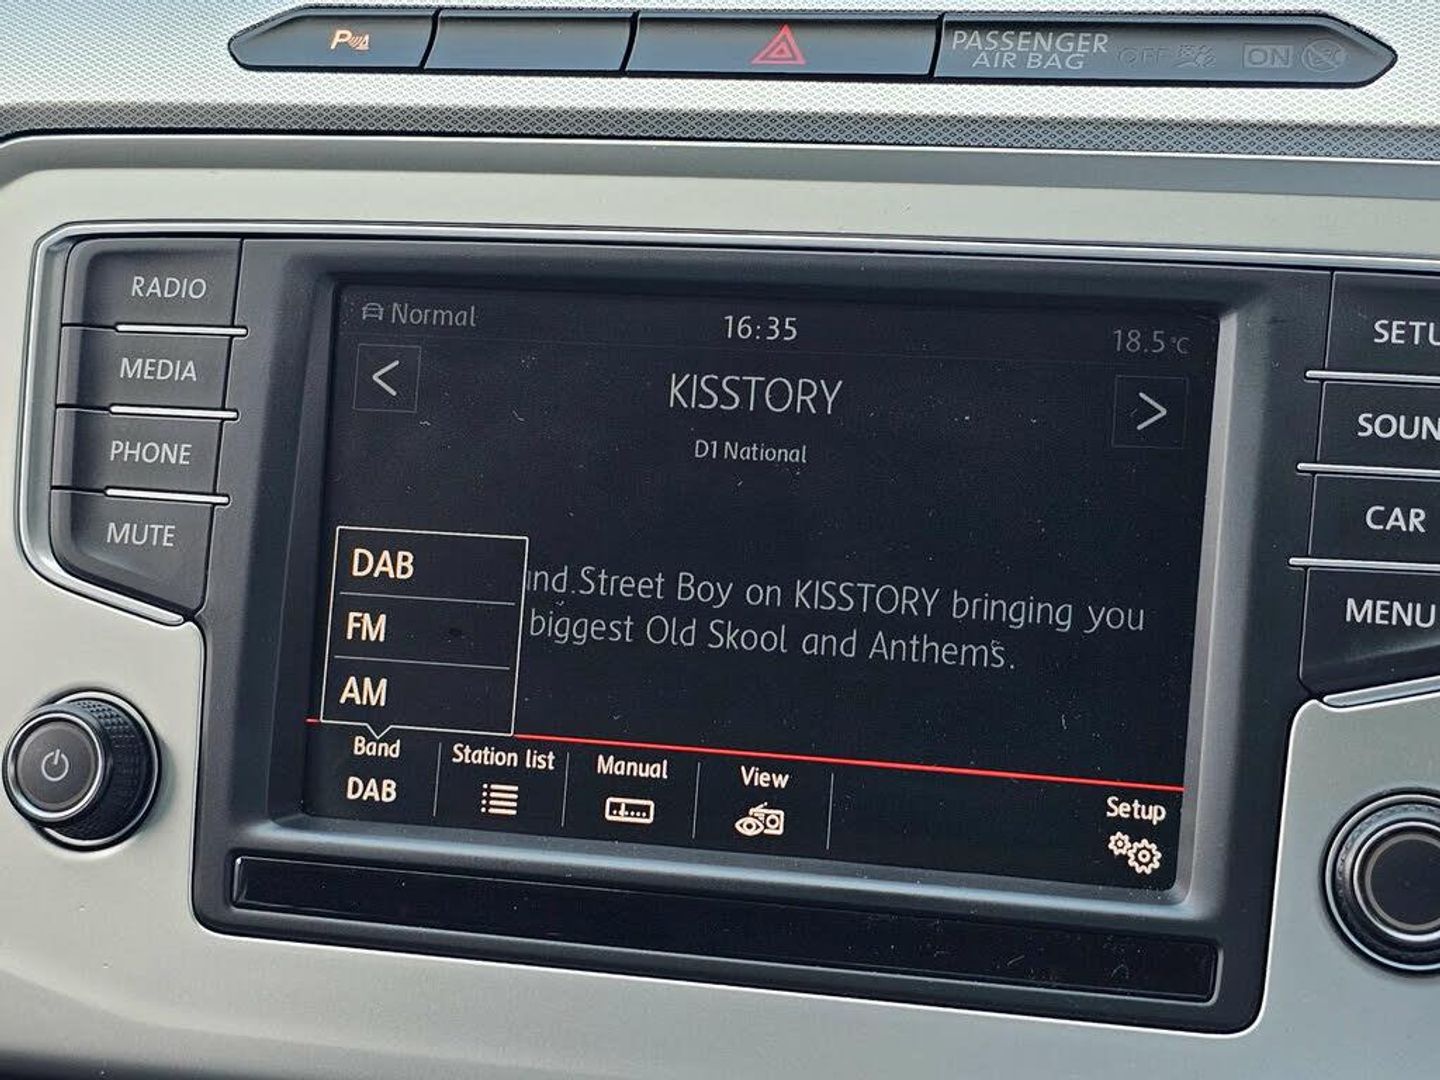 P
PASSENGER
AIR BAG
OFF
ON
RADIO
MEDIA
PHONE
MUTE
Normal
16:35
18.5°C
<
KISSTORY
>
D1 National
Street Boy on KISSTORY bringing you
biggest Old Skool and Anthems.
DAB
FM
AM
Band
DAB
Station list
Manual
View
Setup
SETU
SOUN
CAR
MENU